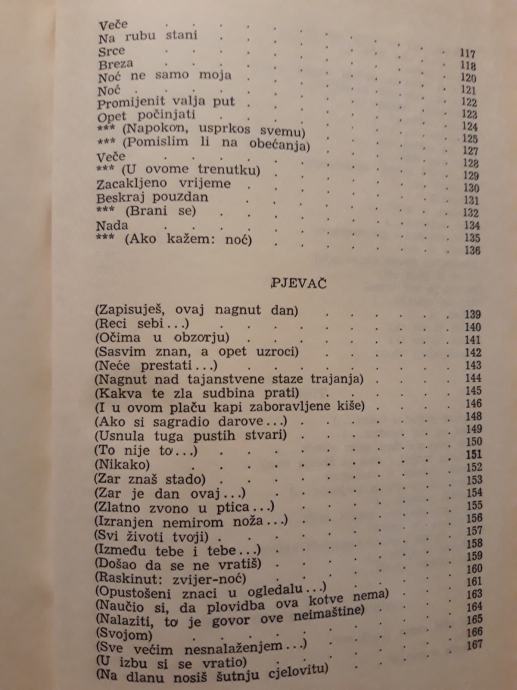 Veče 117
Na rubu stani 118
Srce 120
Breza 121
Noć ne samo moja 122
Noć 123
Promijenit valja put 124
Opet počinjati 125
*** (Napokon, usprkos svemu) 127
*** (Pomislim li na obećanja) 128
Veče 129
*** (U ovome trenutku) 130
Zacakljeno vrijeme 131
Beskraj pouzdan 132
*** (Brani se) 134
Nada 135
*** (Ako kažem: noć) 136
PJEVAČ
(Zapisuješ, ovaj nagnut dan) 139
(Reci sebi...) 140
(Očima u obzorju) 141
(Sasvim znan, a opet uzroci) 142
(Neće prestati...) 143
(Nagnut nad tajanstvene staze trajanja) 144
(Kakva te zla sudbina prati) 145
(I u ovom plaču kapi zaboravljene kiše) 146
(Ako si sagradio darove...) 148
(Usnula tuga pustih stvari) 149
(To nije to...) 150
(Nikako) 151
(Zar znaš stado) 152
(Zar je dan ovaj...) 153
(Zlatno zvono u ptica...) 154
(Izranjen nemirom noža...) 155
(Svi životi tvoji) 156
(Između tebe i tebe...) 157
(Došao da se ne vratiš) 158
(Raskinut: zvijer-noć) 159
(Opustošeni znaci u ogledalu...) 160
(Naučio si, da plovidba ova kotve nema) 161
(Nalaziti, to je govor ove neimaštine) 163
(Svojom) 164
(Sve većim nesnalaženjem...) 165
(U izbu si se vratio) 166
(Na dlanu nosiš šutnju cjelovitu) 167